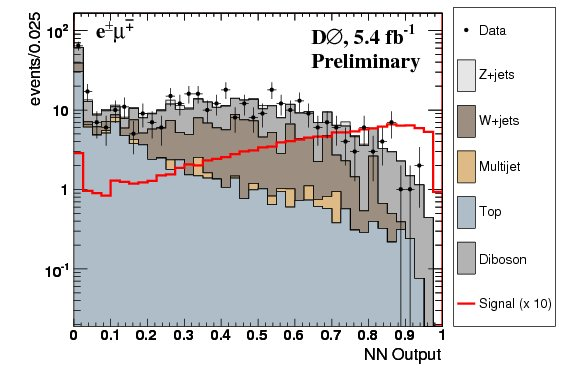 events/0.025
10²
10
1
10⁻¹
e±μ∓
DØ, 5.4 fb⁻¹
Preliminary
0 0.1 0.2 0.3 0.4 0.5 0.6 0.7 0.8 0.9 1
NN Output
Data
Z+jets
W+jets
Multijet
Top
Diboson
Signal (x 10)